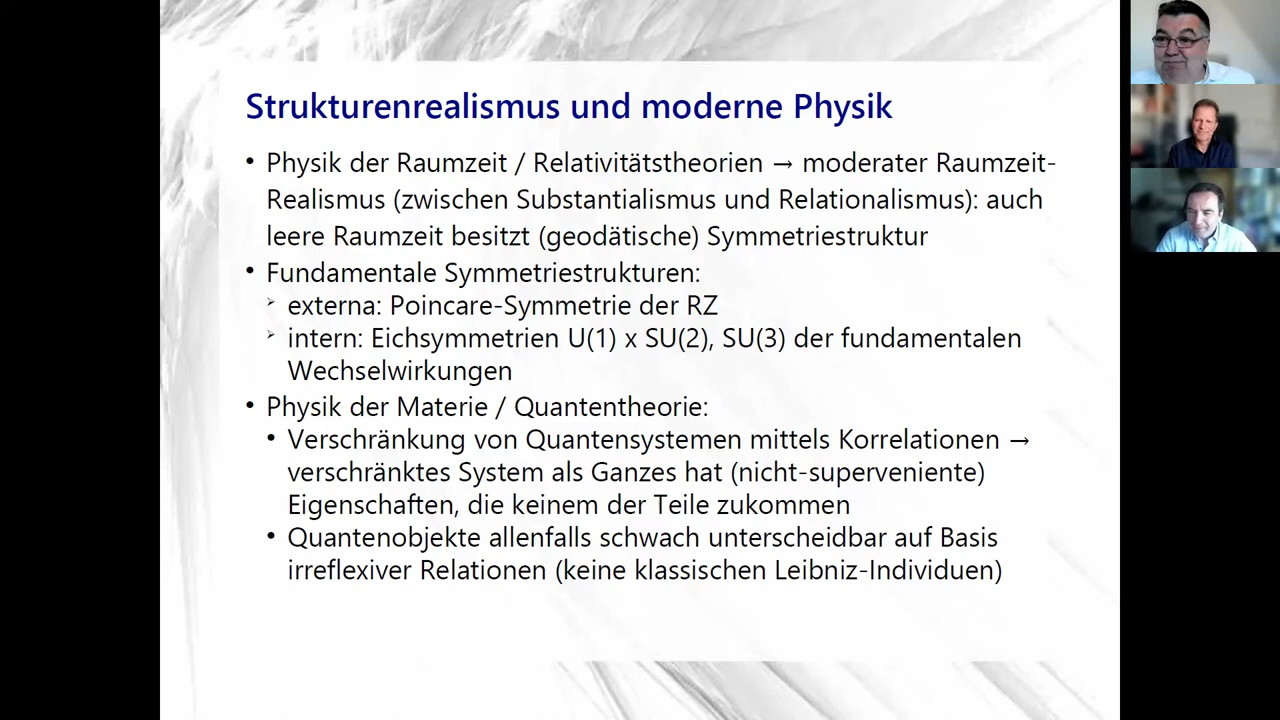 Strukturenrealismus und moderne Physik
• Physik der Raumzeit / Relativitätstheorien → moderater Raumzeit-
Realismus (zwischen Substantialismus und Relationalismus): auch
leere Raumzeit besitzt (geodätische) Symmetriestruktur
• Fundamentale Symmetriestrukturen:
➢ externa: Poincare-Symmetrie der RZ
➢ intern: Eichsymmetrien U(1) x SU(2), SU(3) der fundamentalen
Wechselwirkungen
• Physik der Materie / Quantentheorie:
• Verschränkung von Quantensystemen mittels Korrelationen →
verschränktes System als Ganzes hat (nicht-superveniente)
Eigenschaften, die keinem der Teile zukommen
• Quantenobjekte allenfalls schwach unterscheidbar auf Basis
irreflexiver Relationen (keine klassischen Leibniz-Individuen)